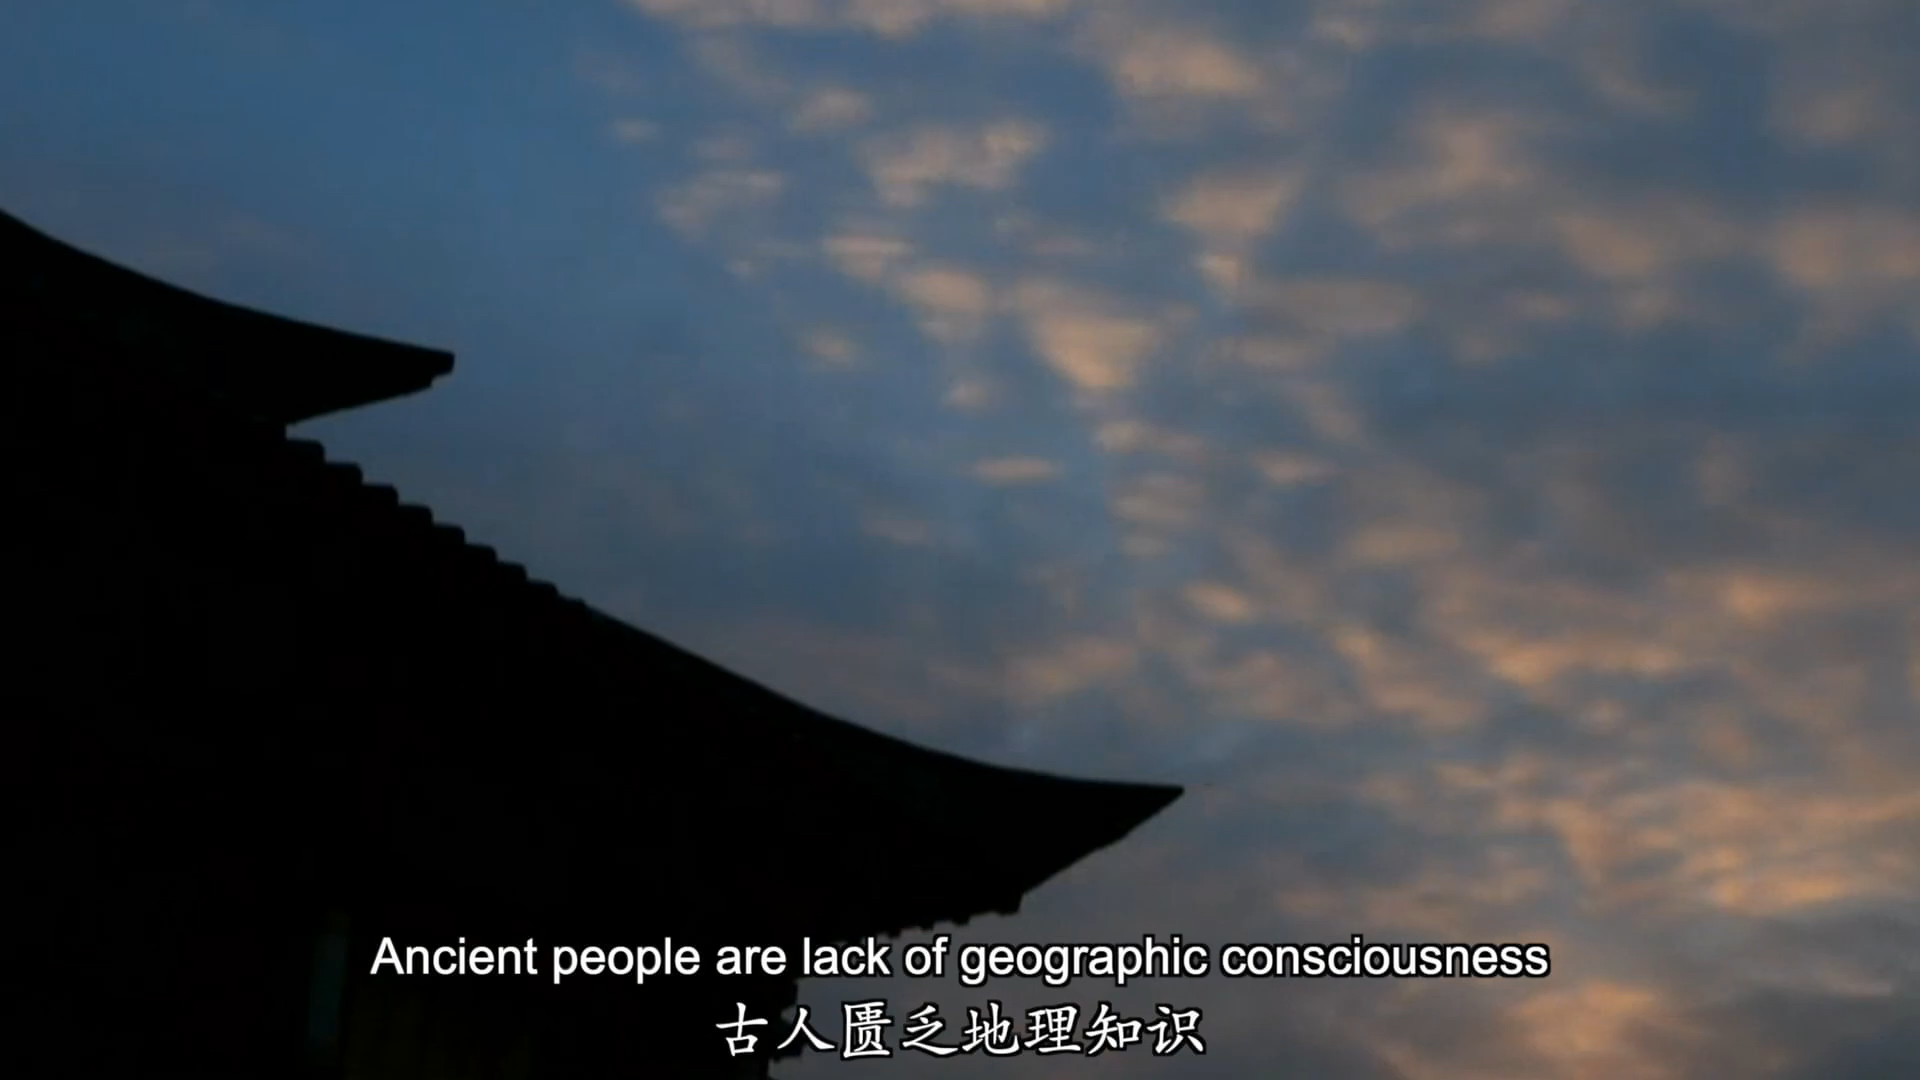 Ancient people are lack of geographic consciousness
古人匮乏地理知识